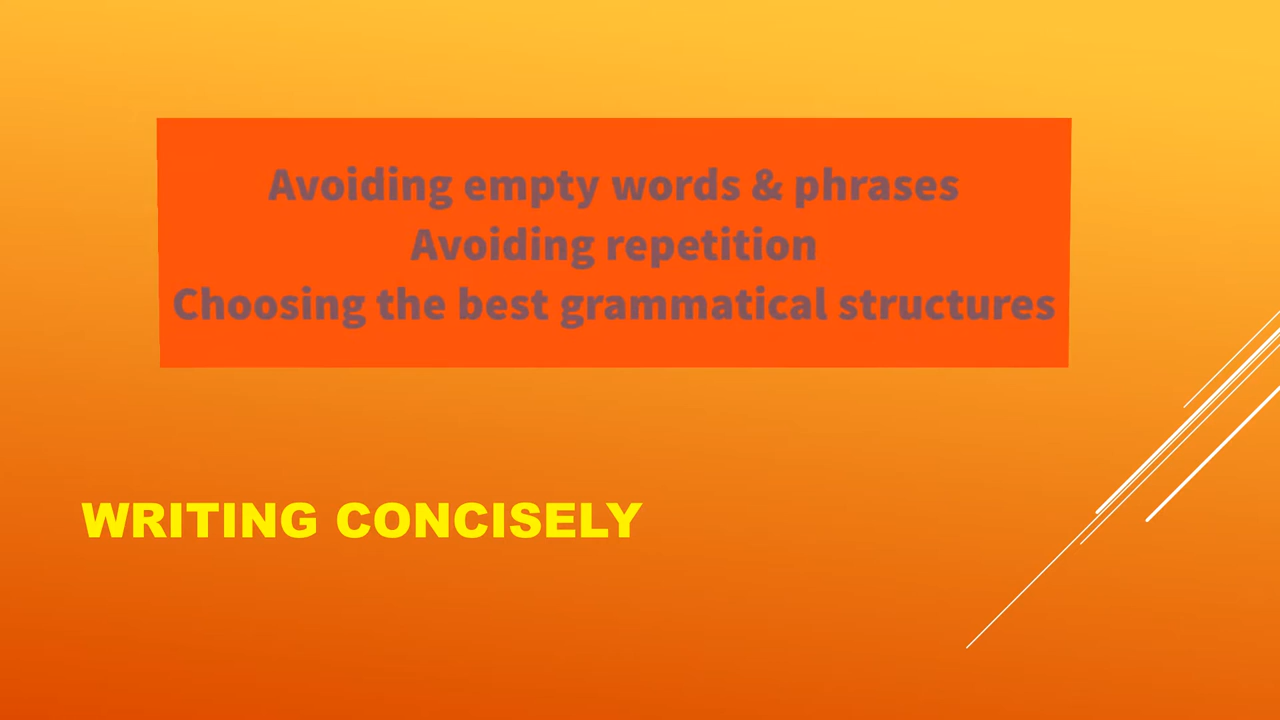 Avoiding empty words & phrases
Avoiding repetition
Choosing the best grammatical structures
WRITING CONCISELY